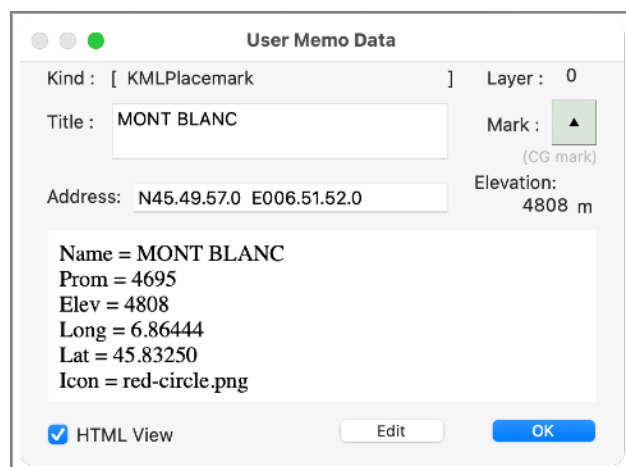 User Memo Data
Kind : [ KMLPlacemark ] Layer : 0
Title : MONT BLANC Mark : ▲
(CG mark)
Address: N45.49.57.0 E006.51.52.0 Elevation:
4808 m
Name = MONT BLANC
Prom = 4695
Elev = 4808
Long = 6.86444
Lat = 45.83250
Icon = red-circle.png
HTML View Edit OK